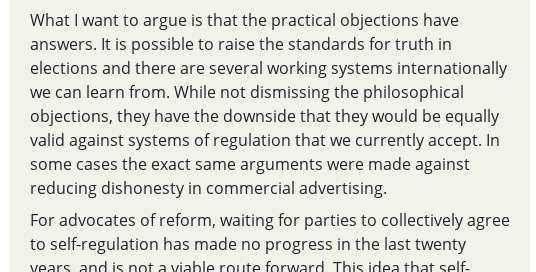 What I want to argue is that the practical objections have
answers. It is possible to raise the standards for truth in
elections and there are several working systems internationally
we can learn from. While not dismissing the philosophical
objections, they have the downside that they would be equally
valid against systems of regulation that we currently accept. In
some cases the exact same arguments were made against
reducing dishonesty in commercial advertising.
For advocates of reform, waiting for parties to collectively agree
to self-regulation has made no progress in the last twenty
years, and is not a viable route forward. This idea that self-